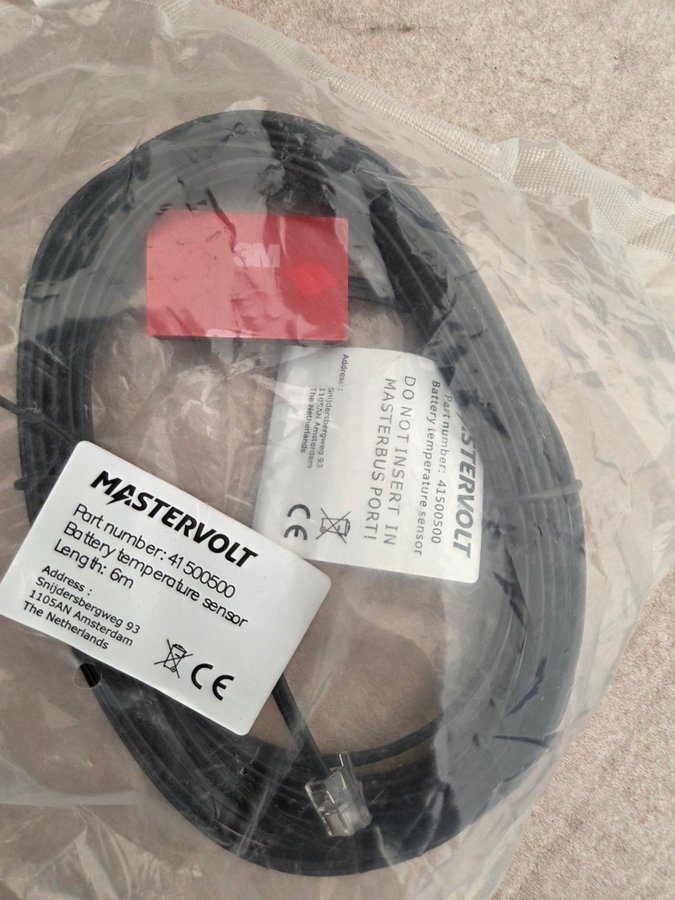 3M
MASTERVOLT
Part number: 41500500
Battery temperature sensor
DO NOT INSERT IN
MASTERBUS PORT!
Address :
Snijdersbergweg 93
1105AN Amsterdam
The Netherlands
CE
MASTERVOLT
Part number: 41500500
Battery temperature sensor
Length: 6m
Address :
Snijdersbergweg 93
1105AN Amsterdam
The Netherlands
CE